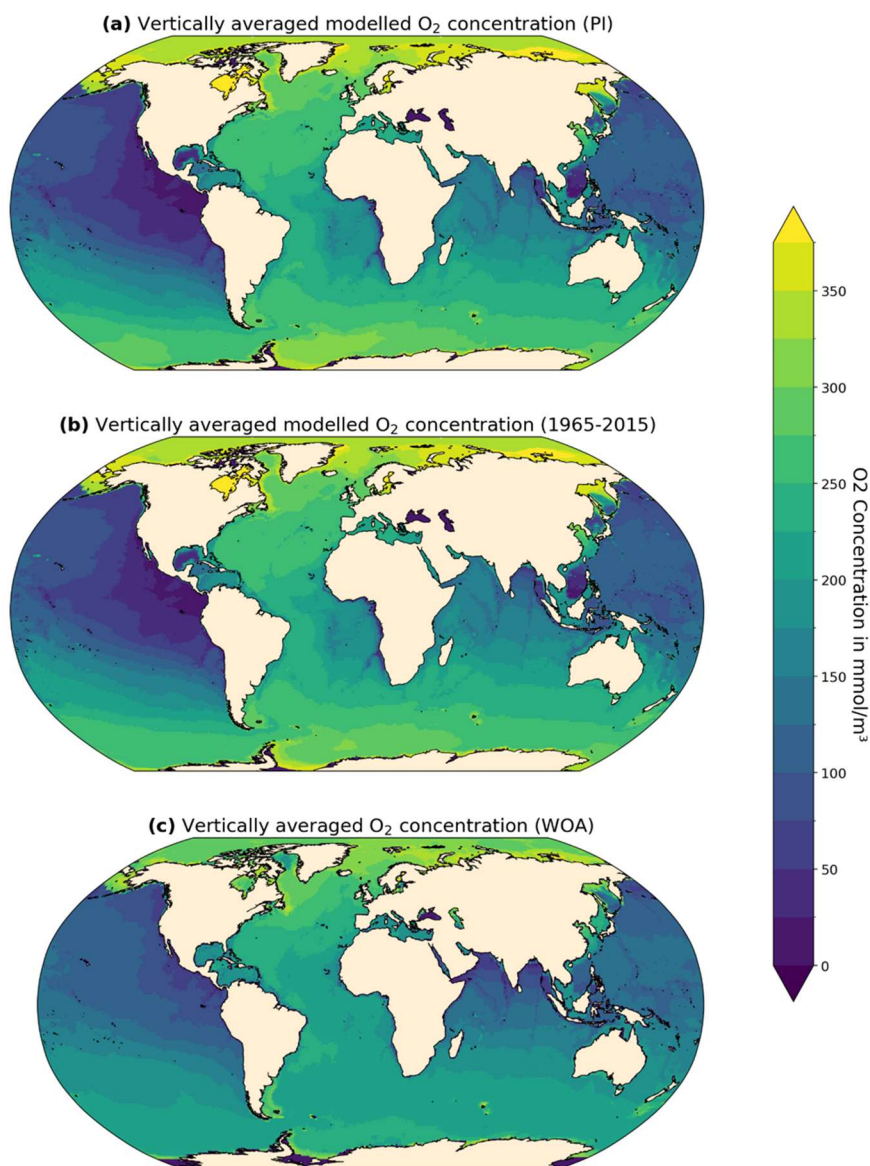 (a) Vertically averaged modelled O₂ concentration (PI)
(b) Vertically averaged modelled O₂ concentration (1965-2015)
(c) Vertically averaged O₂ concentration (WOA)
350
300
250
200
150
100
50
0
O2 Concentration in mmol/m³